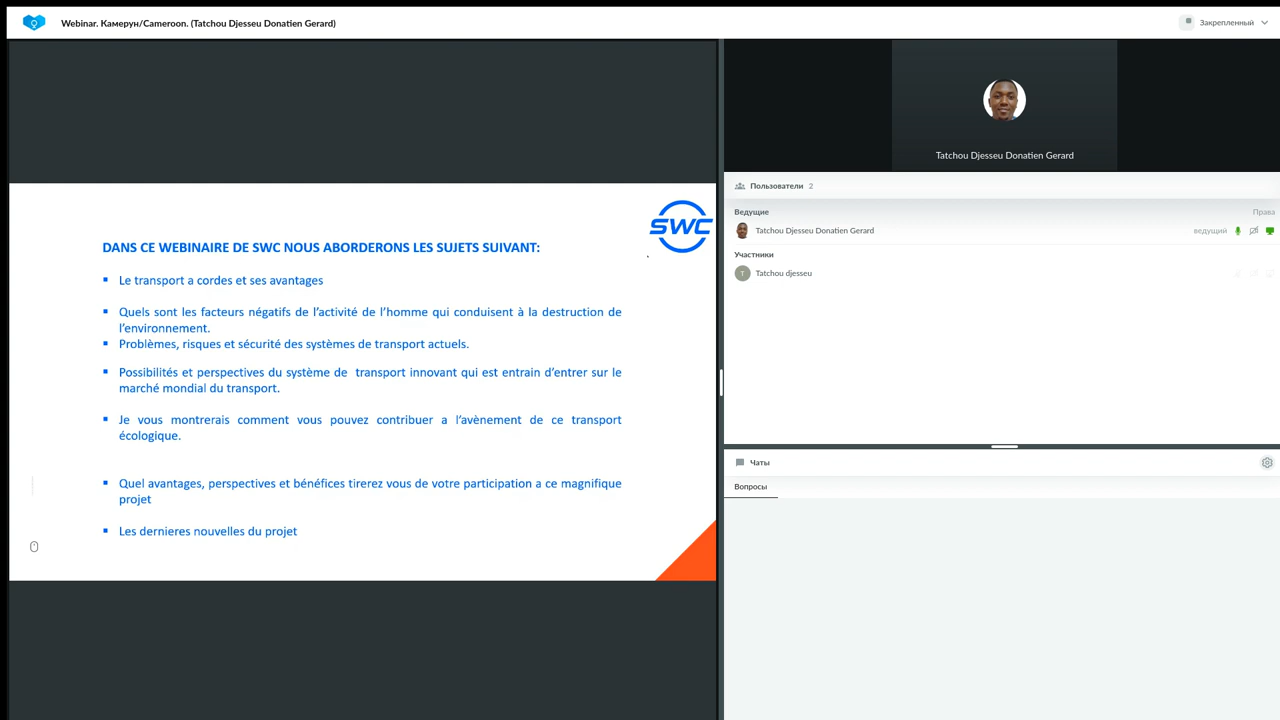 Webinar. Камерун/Cameroon. (Tatchou Djesseu Donatien Gerard)
Закрепленный
SWC
DANS CE WEBINAIRE DE SWC NOUS ABORDERONS LES SUJETS SUIVANT:
▪ Le transport a cordes et ses avantages
▪ Quels sont les facteurs négatifs de l’activité de l’homme qui conduisent à la destruction de
l’environnement.
▪ Problèmes, risques et sécurité des systèmes de transport actuels.
▪ Possibilités et perspectives du système de transport innovant qui est entrain d’entrer sur le
marché mondial du transport.
▪ Je vous montrerais comment vous pouvez contribuer a l’avènement de ce transport
écologique.
▪ Quel avantages, perspectives et bénéfices tirerez vous de votre participation a ce magnifique
projet
▪ Les dernieres nouvelles du projet
Tatchou Djesseu Donatien Gerard
Пользователи 2
Ведущие Права
Tatchou Djesseu Donatien Gerard ведущий
Участники
T Tatchou djesseu
Чаты
Вопросы